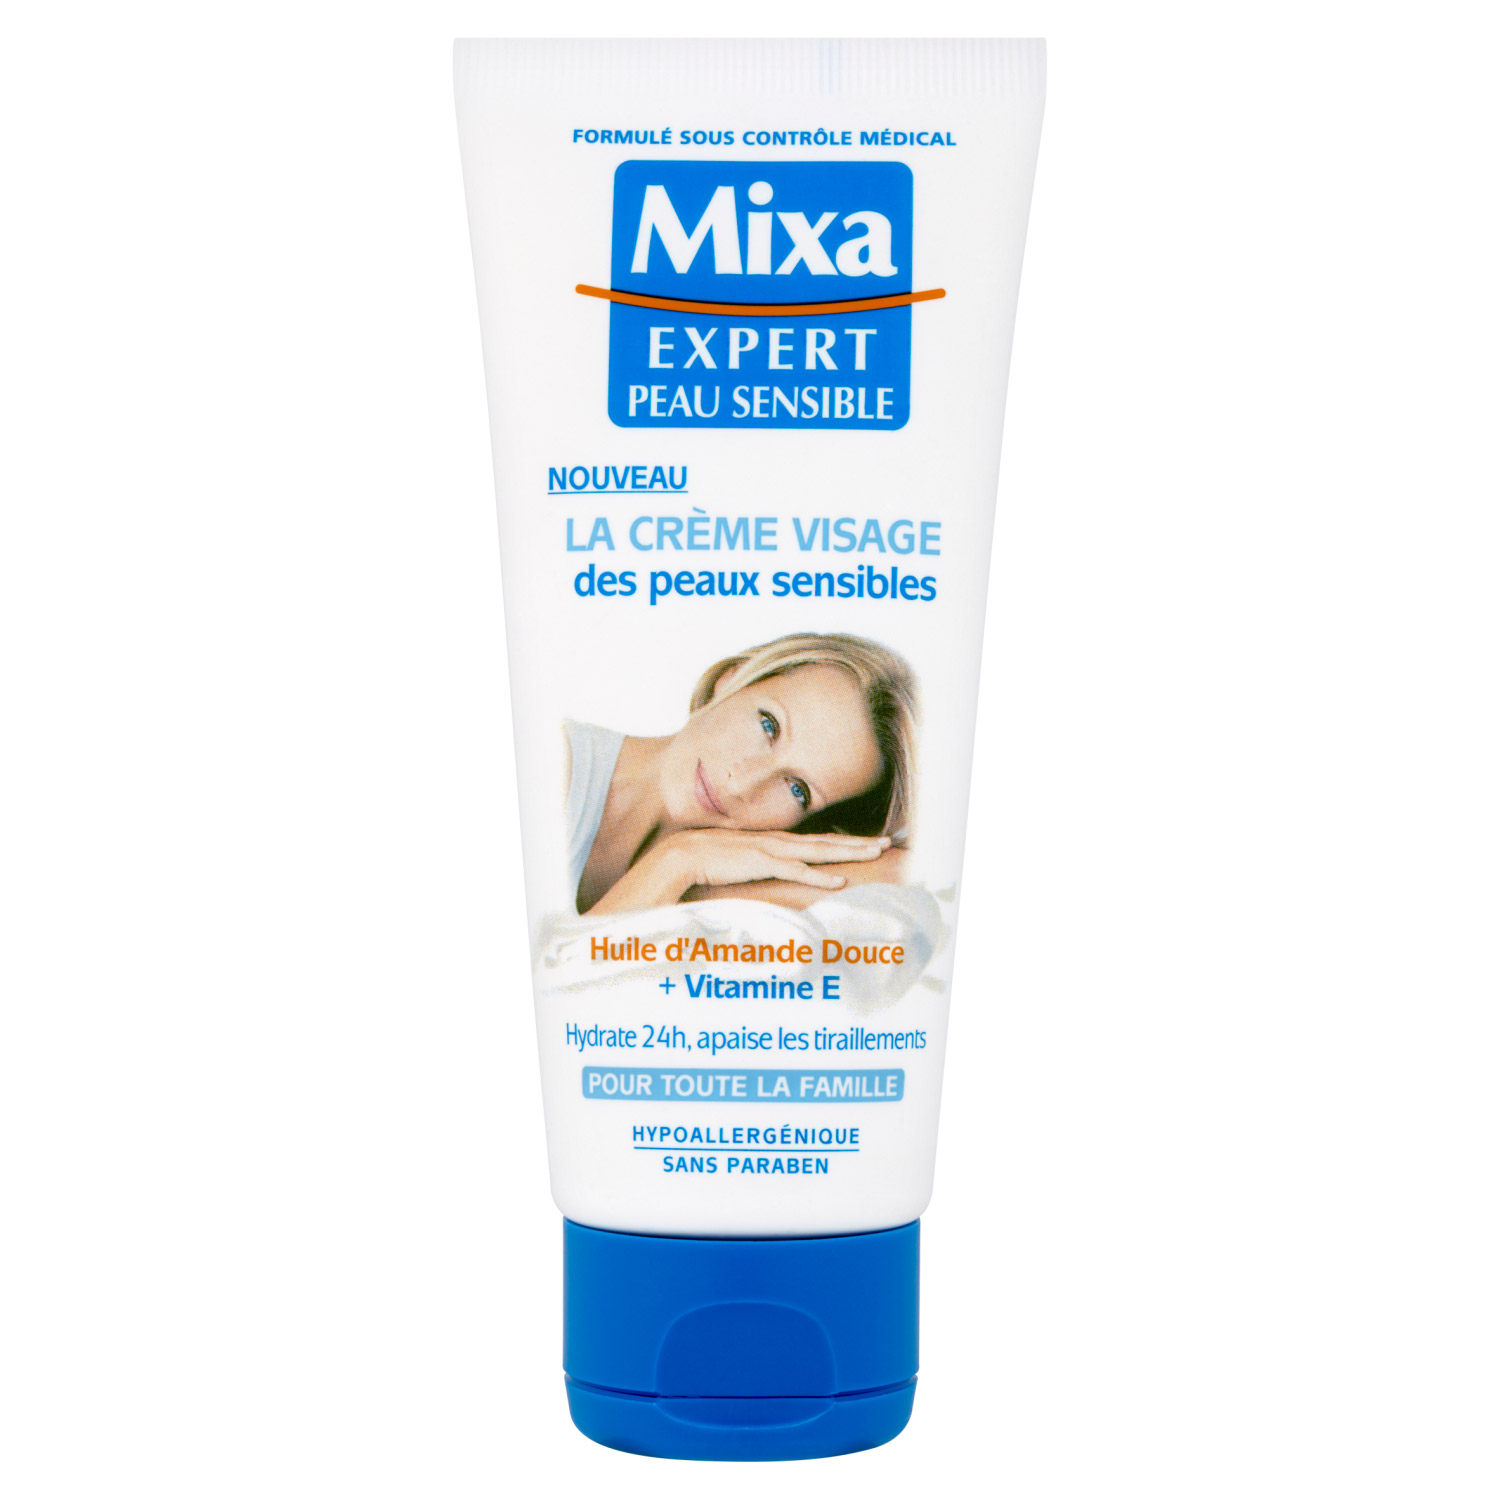 FORMULÉ SOUS CONTRÔLE MÉDICAL
Mixa
EXPERT
PEAU SENSIBLE
NOUVEAU
LA CRÈME VISAGE
des peaux sensibles
Huile d'Amande Douce
+ Vitamine E
Hydrate 24h, apaise les tiraillements
POUR TOUTE LA FAMILLE
HYPOALLERGÉNIQUE
SANS PARABEN